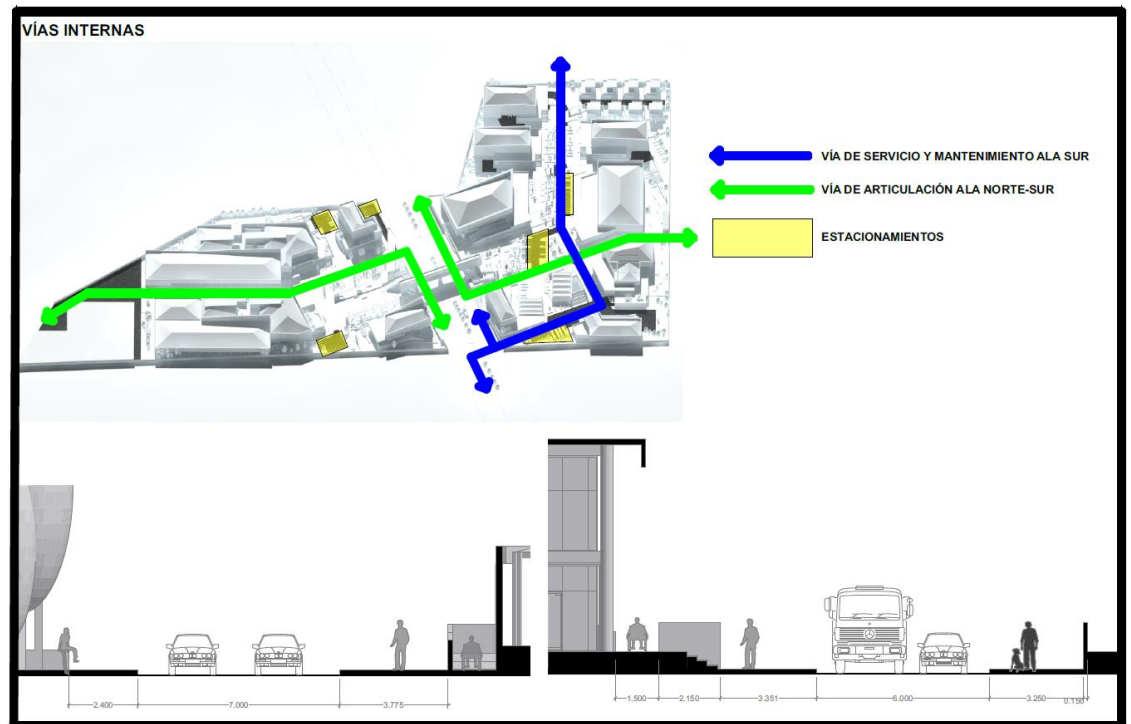 VÍAS INTERNAS
VÍA DE SERVICIO Y MANTENIMIENTO ALA SUR
VÍA DE ARTICULACIÓN ALA NORTE-SUR
ESTACIONAMIENTOS
2.400 7.000 3.775
1.500 2.150 3.351 6.000 3.250 0.150